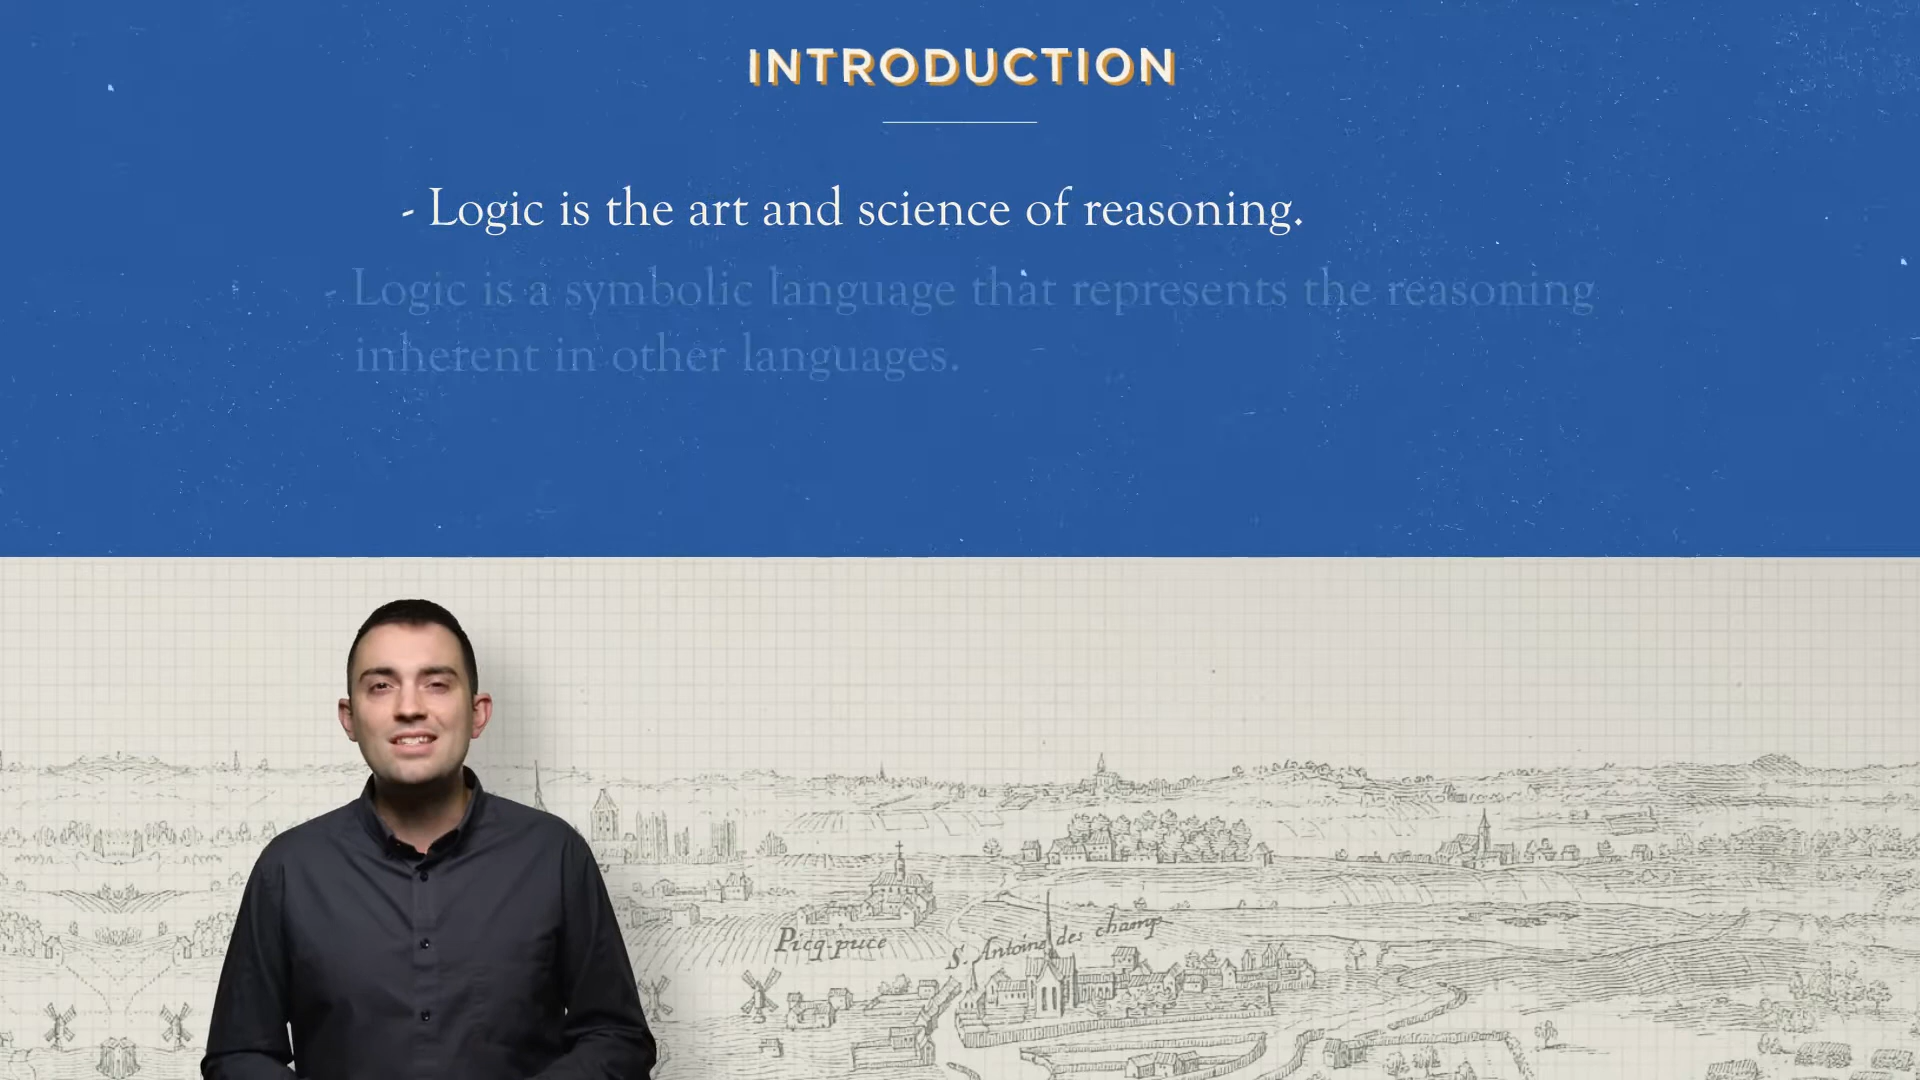 INTRODUCTION
- Logic is the art and science of reasoning.
- Logic is a symbolic language that represents the reasoning
inherent in other languages.
Picq-puce
S. Antoine des champ